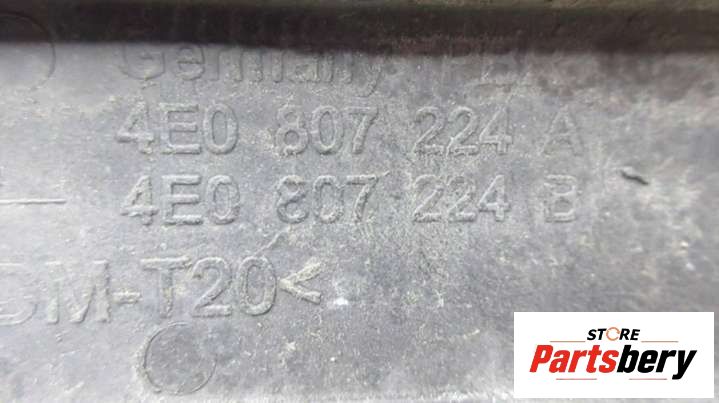 Germany
4E0 807 224 A
4E0 807 224 B
DM-T20<
STORE
Partsbery